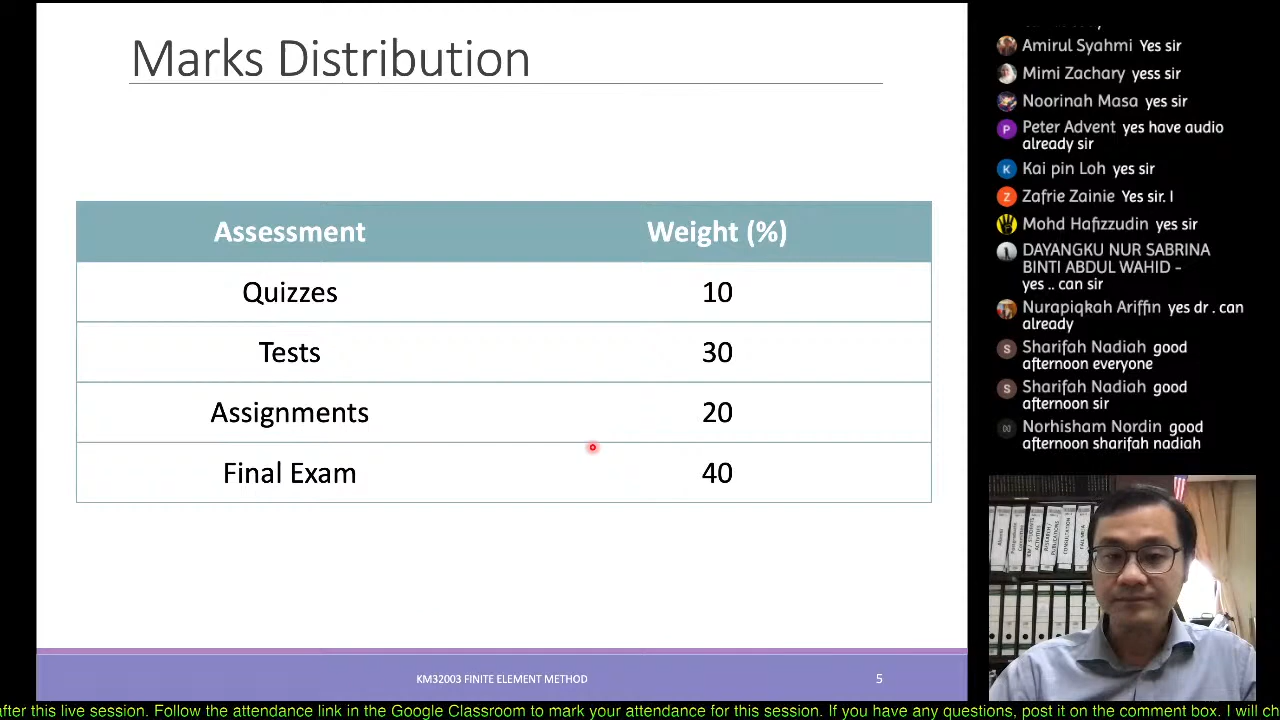 Marks Distribution
Assessment Weight (%)
Quizzes 10
Tests 30
Assignments 20
Final Exam 40
KM32003 FINITE ELEMENT METHOD 5
Amirul Syahmi Yes sir
Mimi Zachary yess sir
Noorinah Masa yes sir
P Peter Advent yes have audio
already sir
K Kai pin Loh yes sir
Z Zafrie Zainie Yes sir. I
Mohd Hafizzudin yes sir
DAYANGKU NUR SABRINA
BINTI ABDUL WAHID -
yes .. can sir
Nurapiqkah Ariffin yes dr . can
already
S Sharifah Nadiah good
afternoon everyone
S Sharifah Nadiah good
afternoon sir
Norhisham Nordin good
afternoon sharifah nadiah
after this live session. Follow the attendance link in the Google Classroom to mark your attendance for this session. If you have any questions, post it on the comment box. I will ch